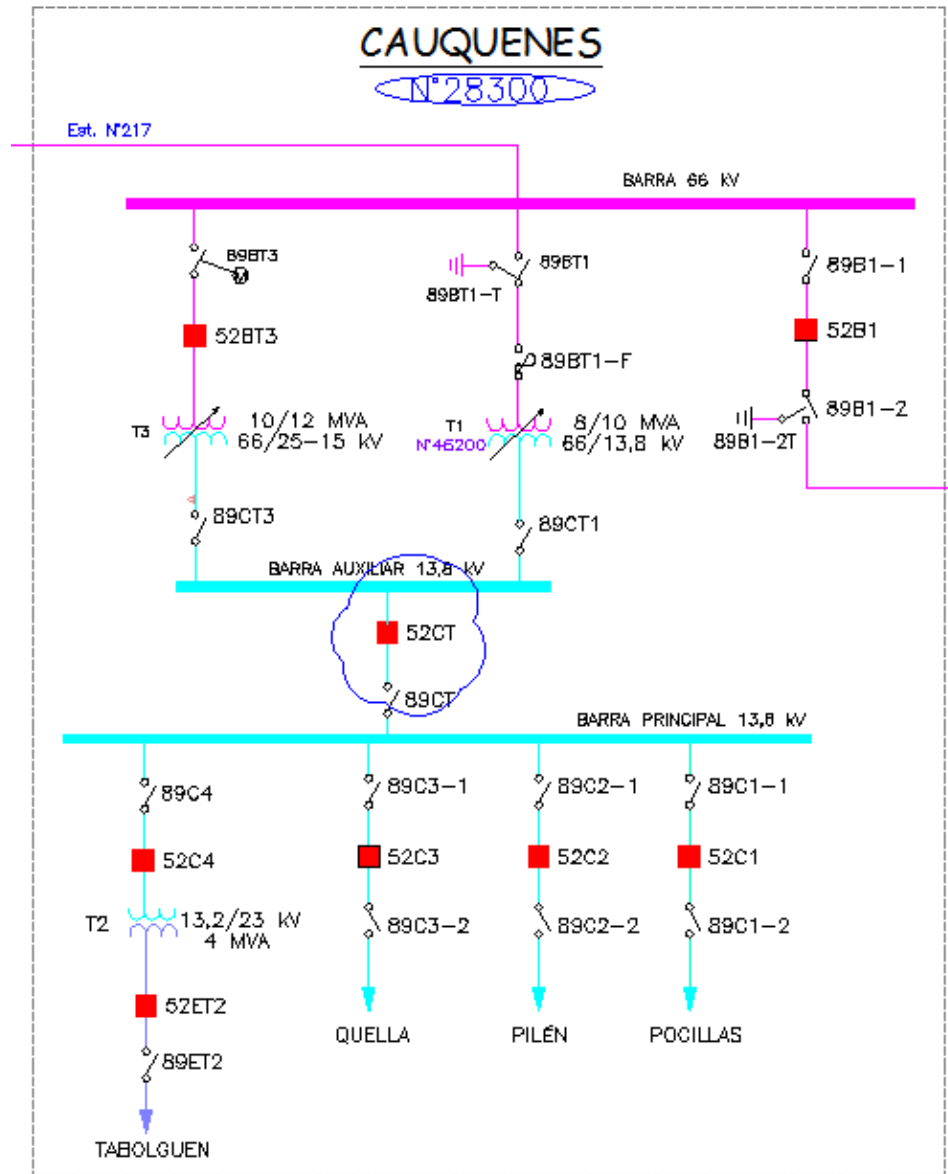 CAUQUENES
N°28300
Est. N°217
BARRA 66 kV
89BT3
M
89BT1
89BT1-T
89B1-1
52BT3
52B1
89BT1-F
89B1-2
89B1-2T
T3
10/12 MVA
66/25-15 kV
T1
N°46200
8/10 MVA
66/13,8 kV
89CT3
89CT1
BARRA AUXILIAR 13,8 kV
52CT
89CT
BARRA PRINCIPAL 13,8 kV
89C4
89C3-1
89C2-1
89C1-1
52C4
52C3
52C2
52C1
T2
13,2/23 kV
4 MVA
89C3-2
89C2-2
89C1-2
52ET2
QUELLA
PILÉN
POCILLAS
89ET2
TABOLGUEN